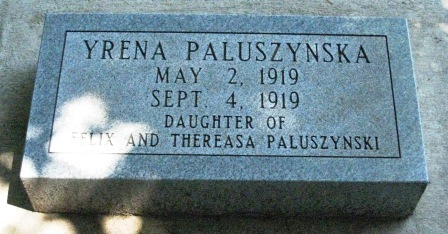 YRENA PALUSZYNSKA
MAY 2, 1919
SEPT. 4, 1919
DAUGHTER OF
FELIX AND THEREASA PALUSZYNSKI